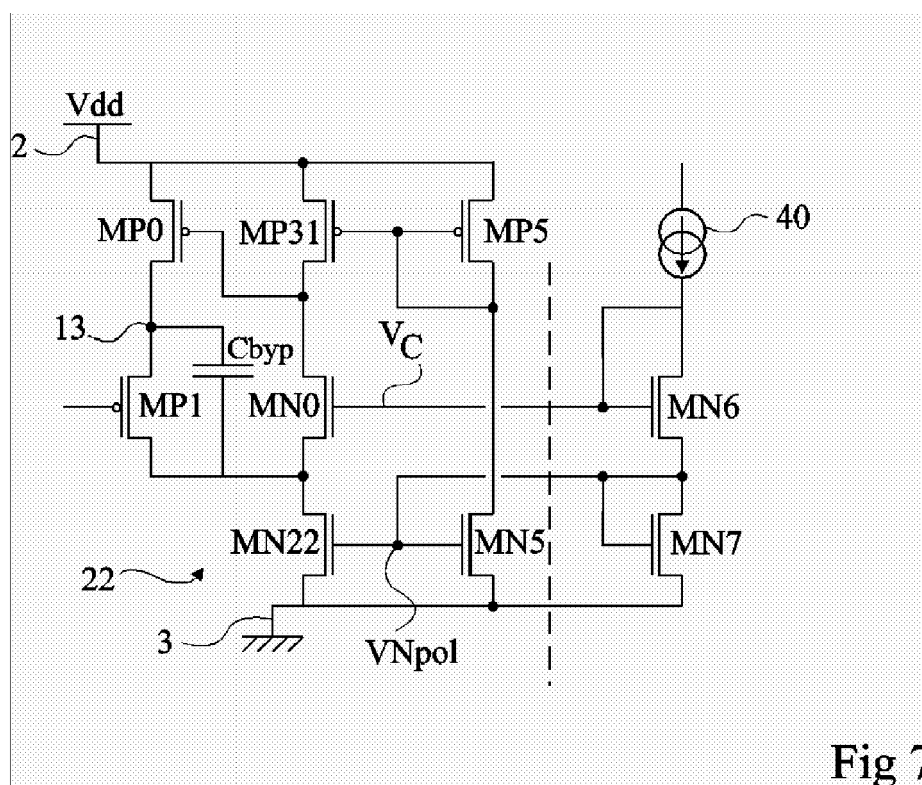 Vdd
2
MP0
MP31
MP5
40
13
Cbyp
VC
MP1
MN0
MN6
MN22
MN5
MN7
22
3
VNpol
Fig 7